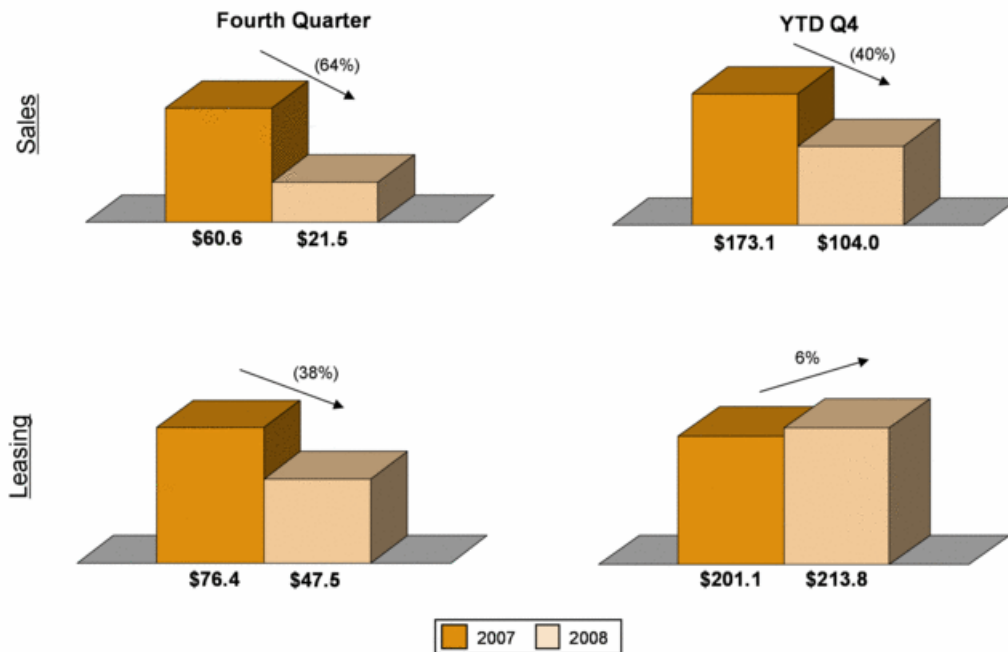 Fourth Quarter
YTD Q4
Sales
(64%)
(40%)
$60.6 $21.5
$173.1 $104.0
Leasing
(38%)
6%
$76.4 $47.5
$201.1 $213.8
2007 2008